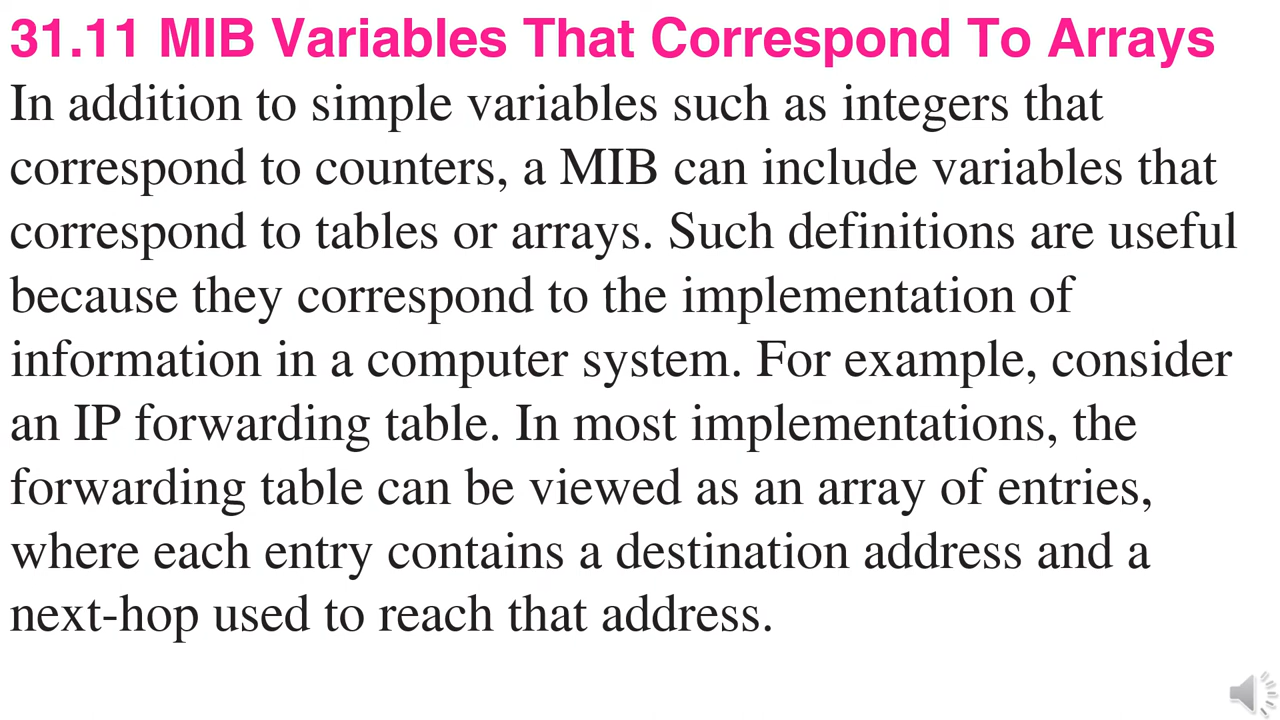 31.11 MIB Variables That Correspond To Arrays
In addition to simple variables such as integers that
correspond to counters, a MIB can include variables that
correspond to tables or arrays. Such definitions are useful
because they correspond to the implementation of
information in a computer system. For example, consider
an IP forwarding table. In most implementations, the
forwarding table can be viewed as an array of entries,
where each entry contains a destination address and a
next-hop used to reach that address.